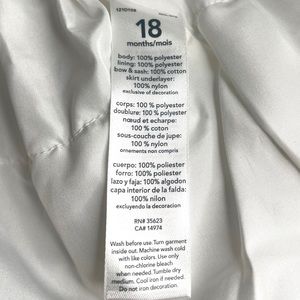 18
months/mois
body: 100% polyester
lining: 100% polyester
bow & sash: 100% cotton
skirt underlayer:
100% nylon
exclusive of decoration
corps: 100% polyester
doublure: 100% polyester
nœud et echarpe:
100 % coton
sous-couche de jupe:
100% nylon
ornements non compris
cuerpo: 100% poliester
forro: 100% poliester
lazo y faja: 100% algodon
capa interior de la falda:
100% nilon
excluyendo la decoracion
RN# 35623
CA# 14974
Wash before use. Turn garment
inside out. Machine wash cold
with like colors. Use only
non-chlorine bleach
when needed. Tumble dry
medium. Cool iron if needed.
Do not iron decoration.